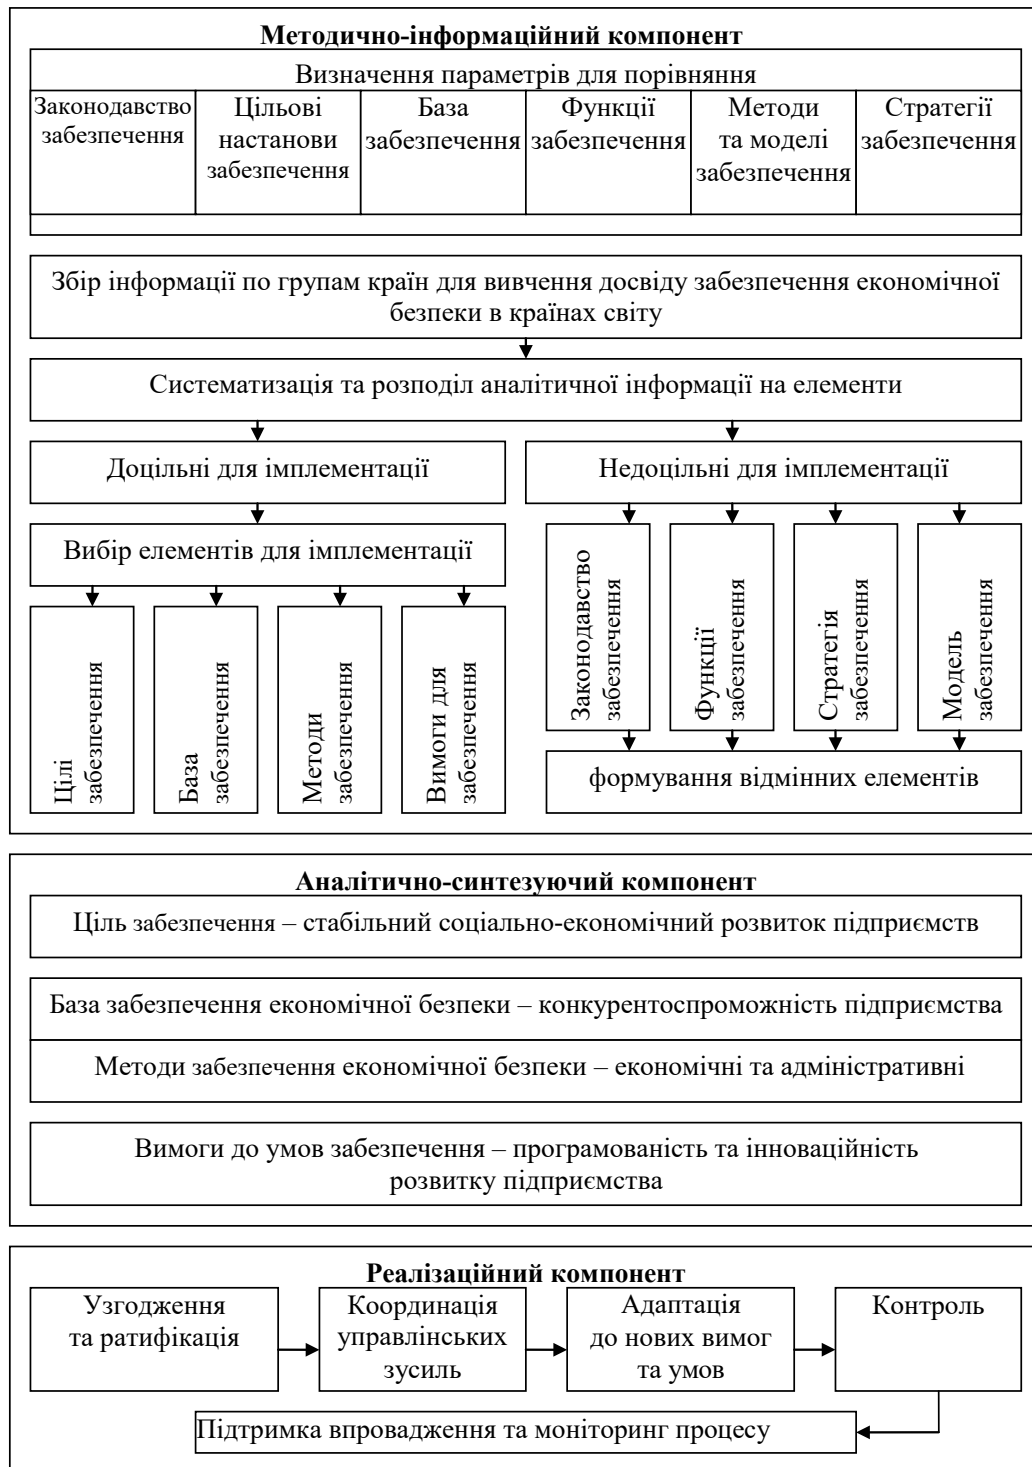 Методично-інформаційний компонент
Визначення параметрів для порівняння
Законодавство
забезпечення
Цільові
настанови
забезпечення
База
забезпечення
Функції
забезпечення
Методи
та моделі
забезпечення
Стратегії
забезпечення
Збір інформації по групам країн для вивчення досвіду забезпечення економічної
безпеки в країнах світу
Систематизація та розподіл аналітичної інформації на елементи
Доцільні для імплементації
Недоцільні для імплементації
Вибір елементів для імплементації
Цілі
забезпечення
База
забезпечення
Методи
забезпечення
Вимоги для
забезпечення
Законодавство
забезпечення
Функції
забезпечення
Стратегія
забезпечення
Модель
забезпечення
формування відмінних елементів
Аналітично-синтезуючий компонент
Ціль забезпечення – стабільний соціально-економічний розвиток підприємств
База забезпечення економічної безпеки – конкурентоспроможність підприємства
Методи забезпечення економічної безпеки – економічні та адміністративні
Вимоги до умов забезпечення – програмованість та інноваційність
розвитку підприємства
Реалізаційний компонент
Узгодження
та ратифікація
Координація
управлінських
зусиль
Адаптація
до нових вимог
та умов
Контроль
Підтримка впровадження та моніторинг процесу